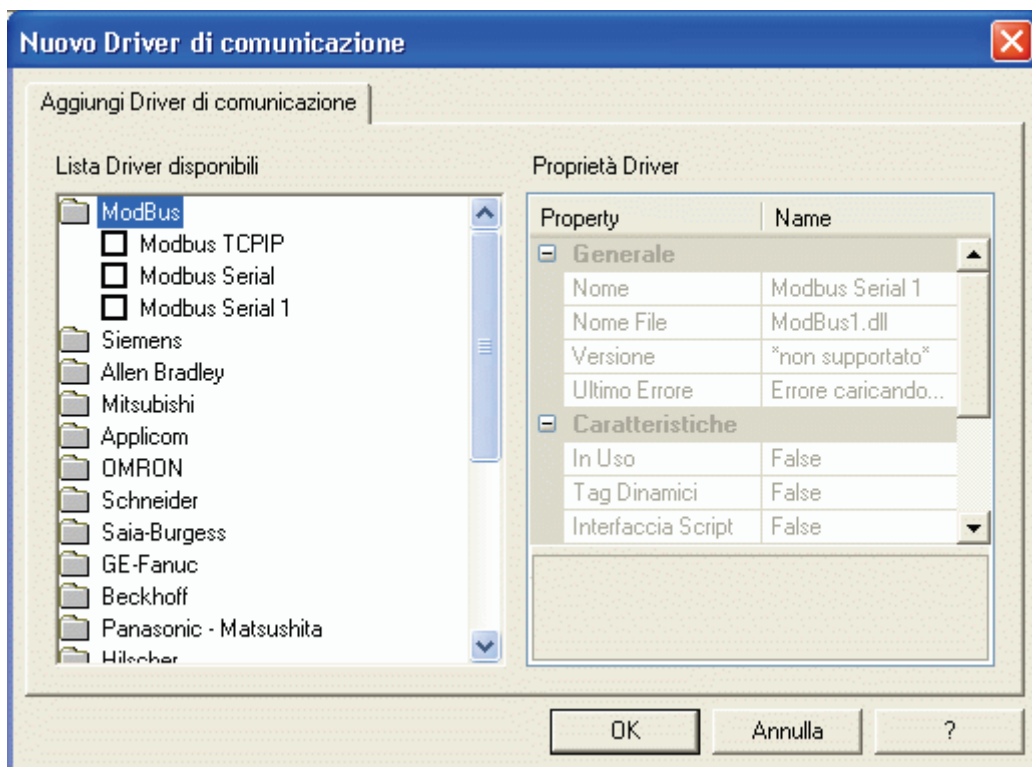 Nuovo Driver di comunicazione
Aggiungi Driver di comunicazione
Lista Driver disponibili
ModBus
Modbus TCPIP
Modbus Serial
Modbus Serial 1
Siemens
Allen Bradley
Mitsubishi
Applicom
OMRON
Schneider
Saia-Burgess
GE-Fanuc
Beckhoff
Panasonic - Matsushita
Hilscher
Proprietà Driver
Property Name
Generale
Nome Modbus Serial 1
Nome File ModBus1.dll
Versione *non supportato*
Ultimo Errore Errore caricando...
Caratteristiche
In Uso False
Tag Dinamici False
Interfaccia Script False
OK Annulla ?